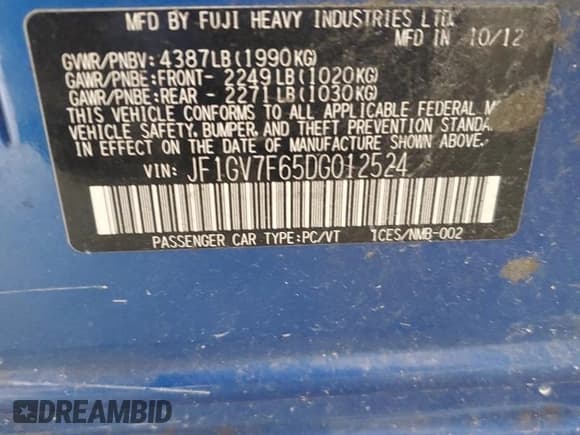 MFD BY FUJI HEAVY INDUSTRIES LTD.
MFD IN 10/12
GVWR/PNBV: 4387LB(1990KG)
GAWR/PNBE:FRONT- 2249LB(1020KG)
GAWR/PNBE:REAR - 2271LB(1030KG)
THIS VEHICLE CONFORMS TO ALL APPLICABLE FEDERAL
VEHICLE SAFETY, BUMPER, AND THEFT PREVENTION
IN EFFECT ON THE DATE OF MANUFACTURE SHOWN ABOVE.
VIN: JF1GV7F65DG012524
PASSENGER CAR TYPE:PC/VT 1CES/NMB-002
DREAMBID